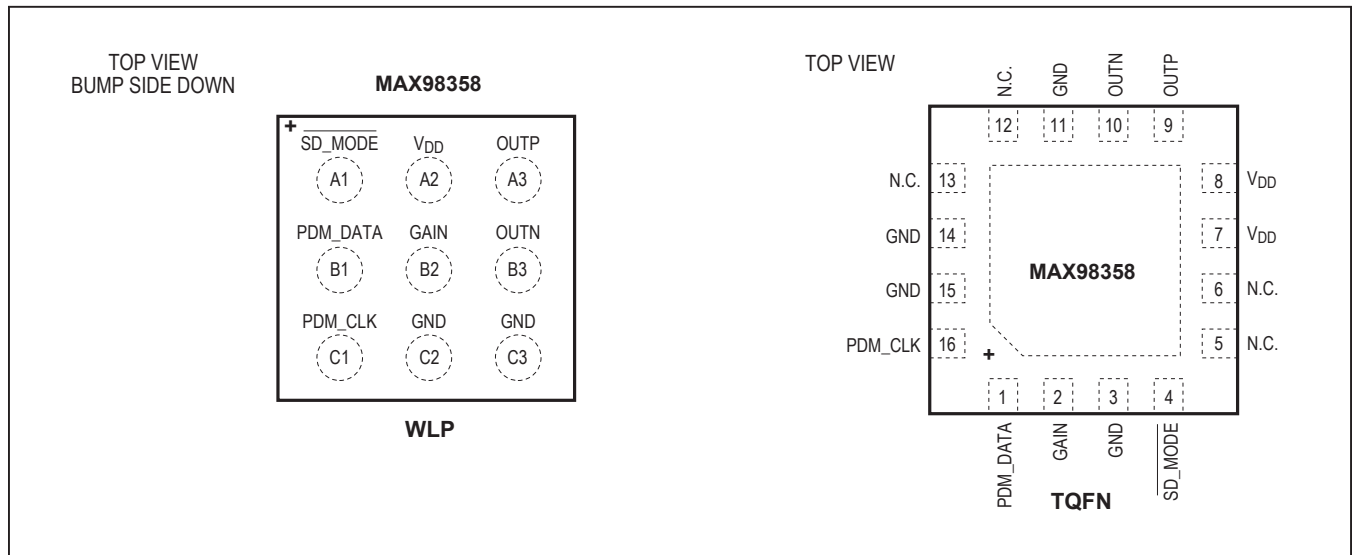 TOP VIEW
BUMP SIDE DOWN
MAX98358
+
SD_MODE VDD OUTP
A1 A2 A3
PDM_DATA GAIN OUTN
B1 B2 B3
PDM_CLK GND GND
C1 C2 C3
WLP
TOP VIEW
N.C. GND OUTN OUTP
12 11 10 9
N.C. 13
GND 14
GND 15
PDM_CLK 16
MAX98358
8 VDD
7 VDD
6 N.C.
5 N.C.
+
1 2 3 4
PDM_DATA GAIN GND SD_MODE
TQFN